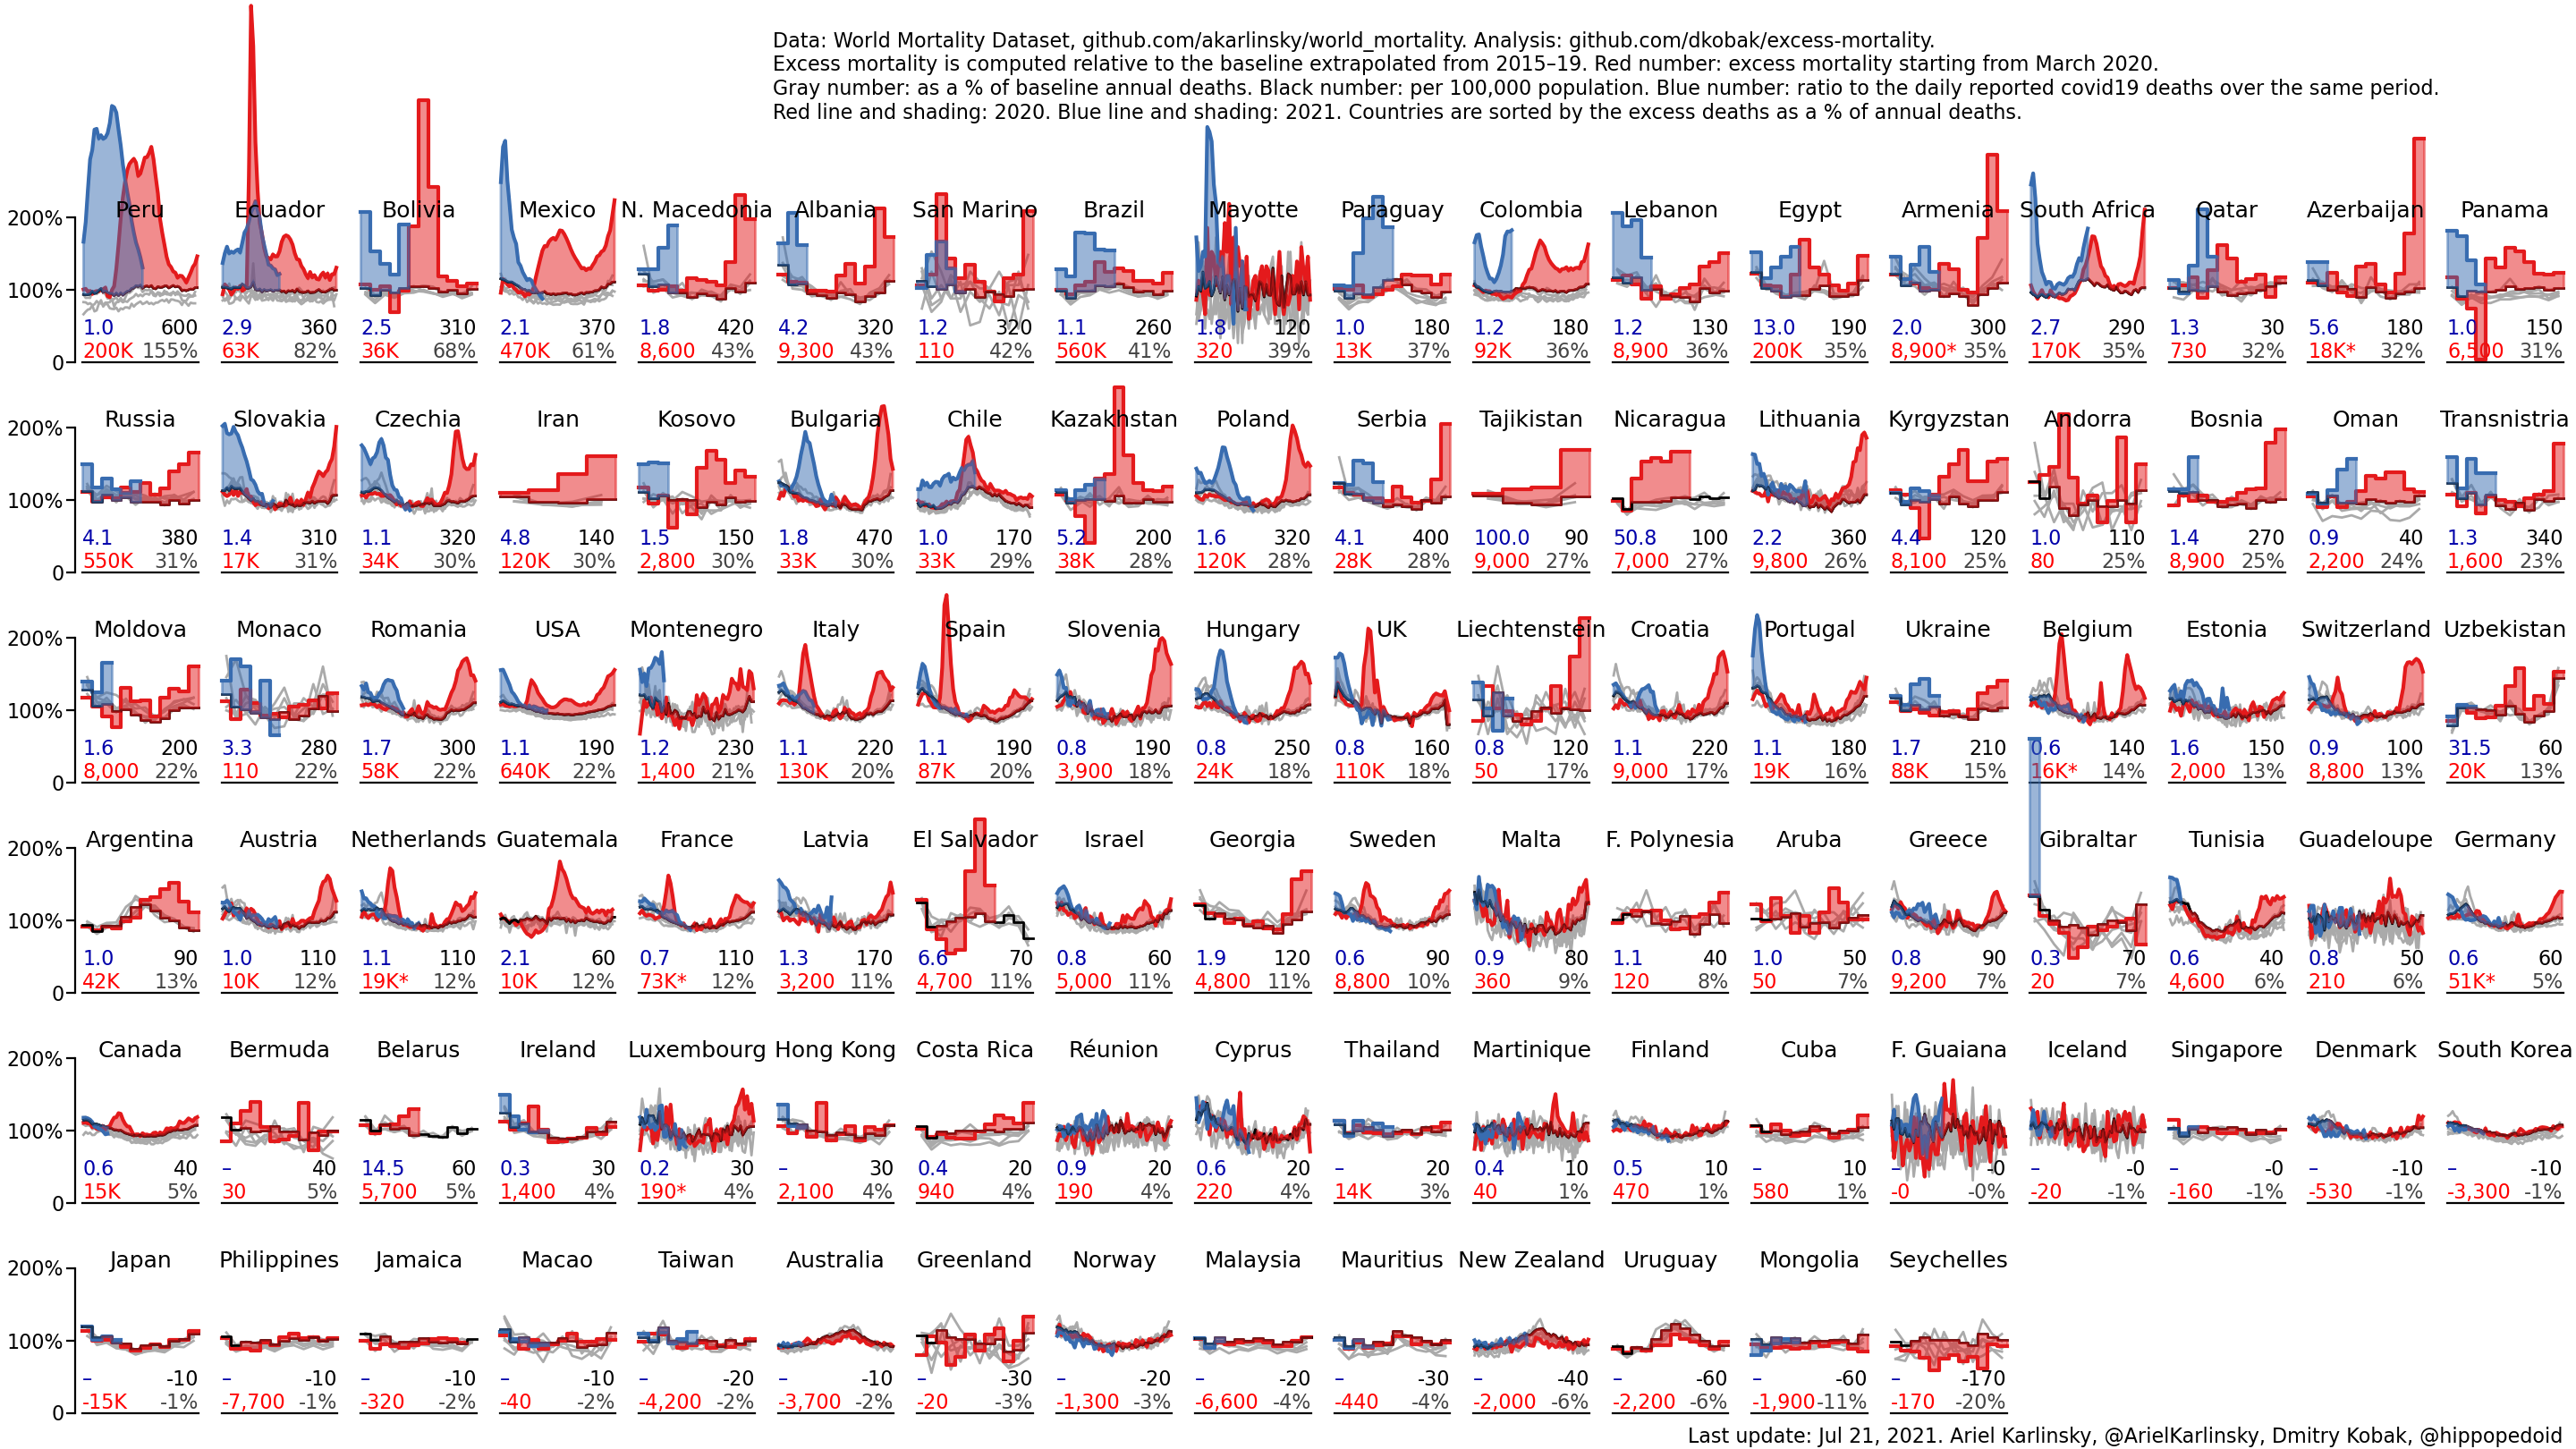 Data: World Mortality Dataset, github.com/akarlinsky/world_mortality. Analysis: github.com/dkobak/excess-mortality.
Excess mortality is computed relative to the baseline extrapolated from 2015–19. Red number: excess mortality starting from March 2020.
Gray number: as a % of baseline annual deaths. Black number: per 100,000 population. Blue number: ratio to the daily reported covid19 deaths over the same period.
Red line and shading: 2020. Blue line and shading: 2021. Countries are sorted by the excess deaths as a % of annual deaths.
200% Peru Ecuador Bolivia Mexico N. Macedonia Albania San Marino Brazil Mayotte Paraguay Colombia Lebanon Egypt Armenia South Africa Qatar Azerbaijan Panama
100%
1.0 600 2.9 360 2.5 310 2.1 370 1.8 420 4.2 320 1.2 320 1.1 260 1.8 120 1.0 180 1.2 180 1.2 130 13.0 190 2.0 300 2.7 290 1.3 30 5.6 180 1.0 150
0 200K 155% 63K 82% 36K 68% 470K 61% 8,600 43% 9,300 43% 110 42% 560K 41% 320 39% 13K 37% 92K 36% 8,900 36% 200K 35% 8,900* 35% 170K 35% 730 32% 18K* 32% 6,500 31%
200% Russia Slovakia Czechia Iran Kosovo Bulgaria Chile Kazakhstan Poland Serbia Tajikistan Nicaragua Lithuania Kyrgyzstan Andorra Bosnia Oman Transnistria
100%
4.1 380 1.4 310 1.1 320 4.8 140 1.5 150 1.8 470 1.0 170 5.2 200 1.6 320 4.1 400 100.0 90 50.8 100 2.2 360 4.4 120 1.0 110 1.4 270 0.9 40 1.3 340
0 550K 31% 17K 31% 34K 30% 120K 30% 2,800 30% 33K 30% 33K 29% 38K 28% 120K 28% 28K 28% 9,000 27% 7,000 27% 9,800 26% 8,100 25% 80 25% 8,900 25% 2,200 24% 1,600 23%
200% Moldova Monaco Romania USA Montenegro Italy Spain Slovenia Hungary UK Liechtenstein Croatia Portugal Ukraine Belgium Estonia Switzerland Uzbekistan
100%
1.6 200 3.3 280 1.7 300 1.1 190 1.2 230 1.1 220 1.1 190 0.8 190 0.8 250 0.8 160 0.8 120 1.1 220 1.1 180 1.7 210 0.6 140 1.6 150 0.9 100 31.5 60
0 8,000 22% 110 22% 58K 22% 640K 22% 1,400 21% 130K 20% 87K 20% 3,900 18% 24K 18% 110K 18% 50 17% 9,000 17% 19K 16% 88K 15% 16K* 14% 2,000 13% 8,800 13% 20K 13%
200% Argentina Austria Netherlands Guatemala France Latvia El Salvador Israel Georgia Sweden Malta F. Polynesia Aruba Greece Gibraltar Tunisia Guadeloupe Germany
100%
1.0 90 1.0 110 1.1 110 2.1 60 0.7 110 1.3 170 6.6 70 0.8 60 1.9 120 0.6 90 0.9 80 1.1 40 1.0 50 0.8 90 0.3 70 0.6 40 0.8 50 0.6 60
0 42K 13% 10K 12% 19K* 12% 10K 12% 73K* 12% 3,200 11% 4,700 11% 5,000 11% 4,800 11% 8,800 10% 360 9% 120 8% 50 7% 9,200 7% 20 7% 4,600 6% 210 6% 51K* 5%
200% Canada Bermuda Belarus Ireland Luxembourg Hong Kong Costa Rica Réunion Cyprus Thailand Martinique Finland Cuba F. Guaiana Iceland Singapore Denmark South Korea
100%
0.6 40 – 40 14.5 60 0.3 30 0.2 30 – 30 0.4 20 0.9 20 0.6 20 – 20 0.4 10 0.5 10 – 10 – -0 – -0 – -0 – -10 – -10
0 15K 5% 30 5% 5,700 5% 1,400 4% 190* 4% 2,100 4% 940 4% 190 4% 220 4% 14K 3% 40 1% 470 1% 580 1% -0 -0% -20 -1% -160 -1% -530 -1% -3,300 -1%
200% Japan Philippines Jamaica Macao Taiwan Australia Greenland Norway Malaysia Mauritius New Zealand Uruguay Mongolia Seychelles
100%
– -10 – -10 – -10 – -10 – -20 – -10 – -30 – -20 – -20 – -30 – -40 – -60 – -60 – -170
0 -15K -1% -7,700 -1% -320 -2% -40 -2% -4,200 -2% -3,700 -2% -20 -3% -1,300 -3% -6,600 -4% -440 -4% -2,000 -6% -2,200 -6% -1,900 -11% -170 -20%
Last update: Jul 21, 2021. Ariel Karlinsky, @ArielKarlinsky, Dmitry Kobak, @hippopedoid